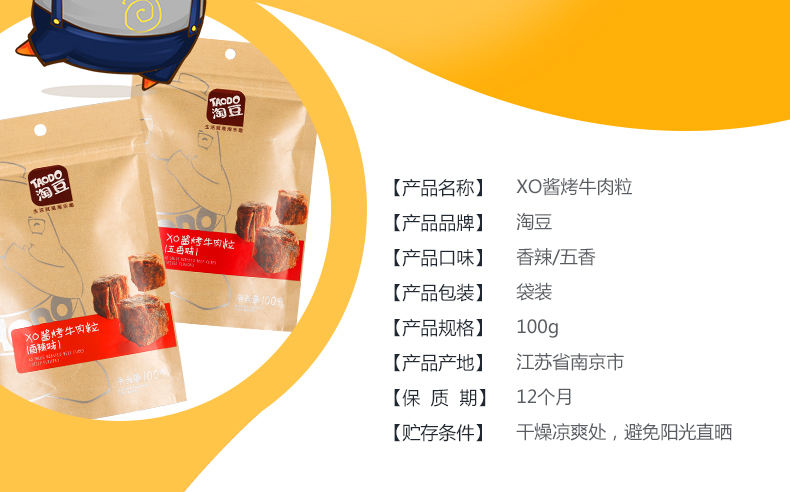 TAODO
淘豆
XO酱烤牛肉粒
(五香味)
100
TAODO
淘豆
XO酱烤牛肉粒
(香辣味)
100
【产品名称】 XO酱烤牛肉粒
【产品品牌】 淘豆
【产品口味】 香辣/五香
【产品包装】 袋装
【产品规格】 100g
【产品产地】 江苏省南京市
【保 质 期】 12个月
【贮存条件】 干燥凉爽处，避免阳光直晒